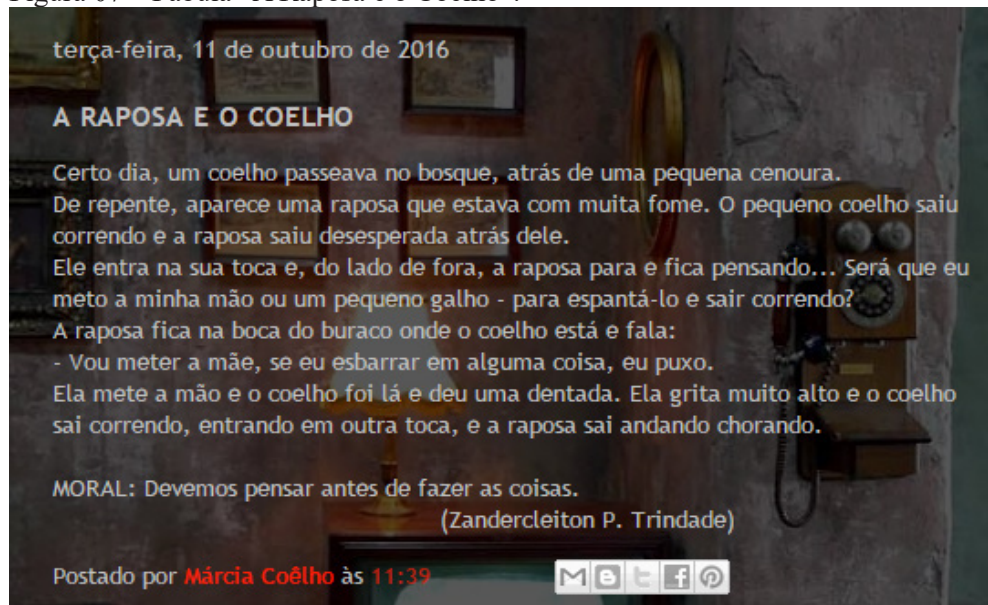 terça-feira, 11 de outubro de 2016
A RAPOSA E O COELHO
Certo dia, um coelho passeava no bosque, atrás de uma pequena cenoura.
De repente, aparece uma raposa que estava com muita fome. O pequeno coelho saiu
correndo e a raposa saiu desesperada atrás dele.
Ele entra na sua toca e, do lado de fora, a raposa para e fica pensando... Será que eu
meto a minha mão ou um pequeno galho - para espantá-lo e sair correndo?
A raposa fica na boca do buraco onde o coelho está e fala:
- Vou meter a mãe, se eu esbarrar em alguma coisa, eu puxo.
Ela mete a mão e o coelho foi lá e deu uma dentada. Ela grita muito alto e o coelho
sai correndo, entrando em outra toca, e a raposa sai andando chorando.
MORAL: Devemos pensar antes de fazer as coisas.
(Zandercleiton P. Trindade)
Postado por Márcia Coêlho às 11:39